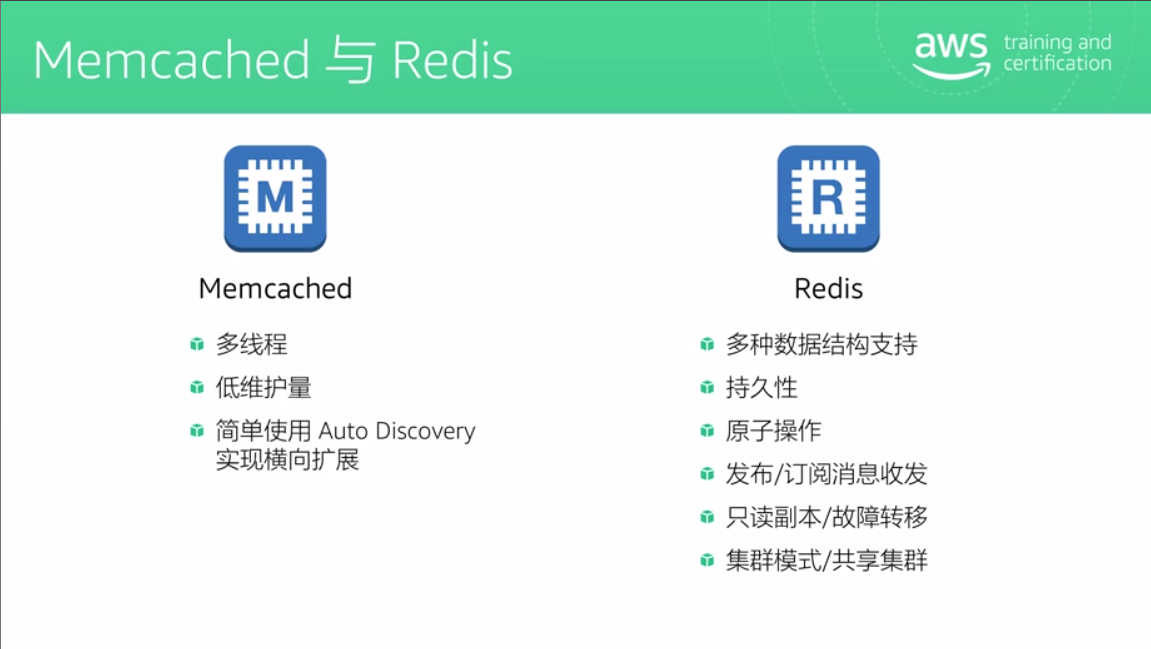 Memcached 与 Redis
aws training and
certification
M
R
Memcached
多线程
低维护量
简单使用 Auto Discovery
实现横向扩展
Redis
多种数据结构支持
持久性
原子操作
发布/订阅消息收发
只读副本/故障转移
集群模式/共享集群